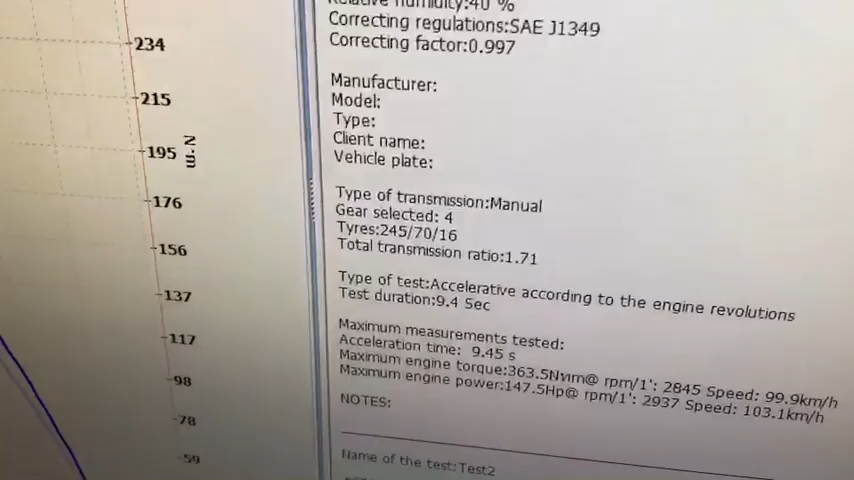 Relative humidity:40 %
Correcting regulations:SAE J1349
Correcting factor:0.997
Manufacturer:
Model:
Type:
Client name:
Vehicle plate:
Type of transmission:Manual
Gear selected: 4
Tyres:245/70/16
Total transmission ratio:1.71
Type of test:Accelerative according to the engine revolutions
Test duration:9.4 Sec
Maximum measurements tested:
Acceleration time: 9.45 s
Maximum engine torque:363.5Nтm@ rpm/1': 2845 Speed: 99.9km/h
Maximum engine power:147.5Hp@ rpm/1': 2937 Speed: 103.1km/h
NOTES:
Name of the test:Test2
234
215
195
N·m
176
156
137
117
98
78
59